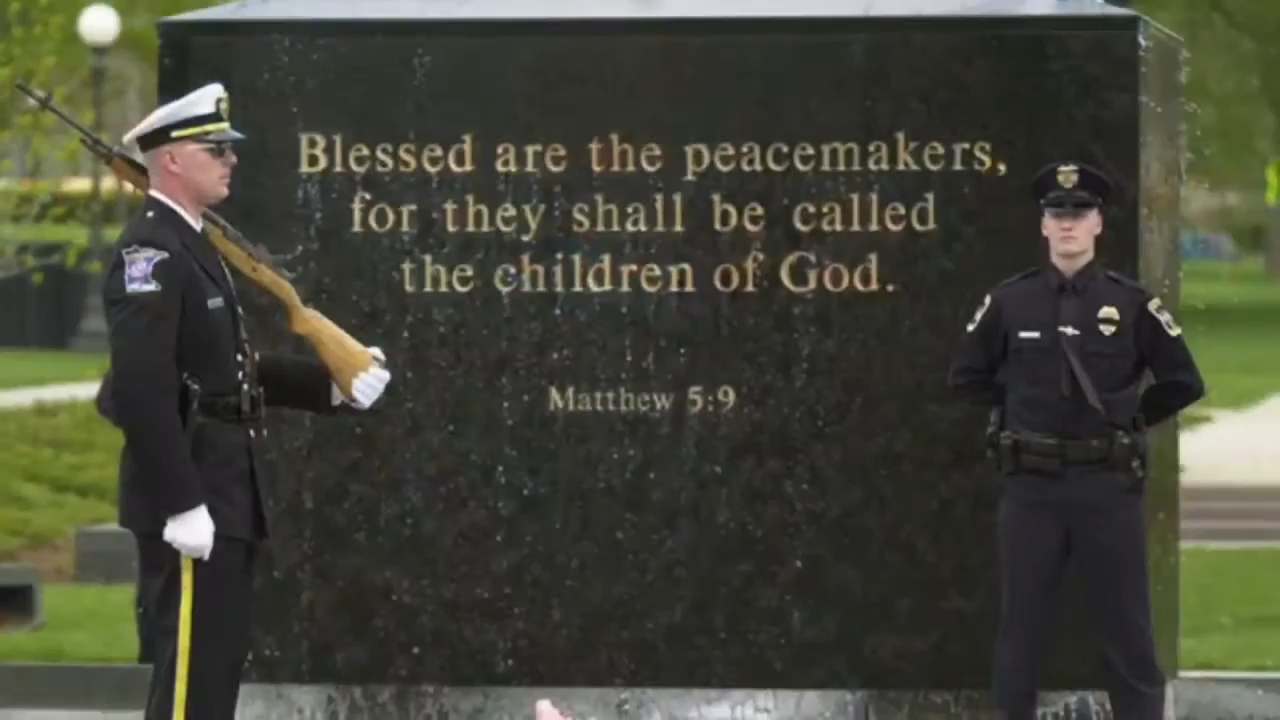 Blessed are the peacemakers,
for they shall be called
the children of God.
Matthew 5:9